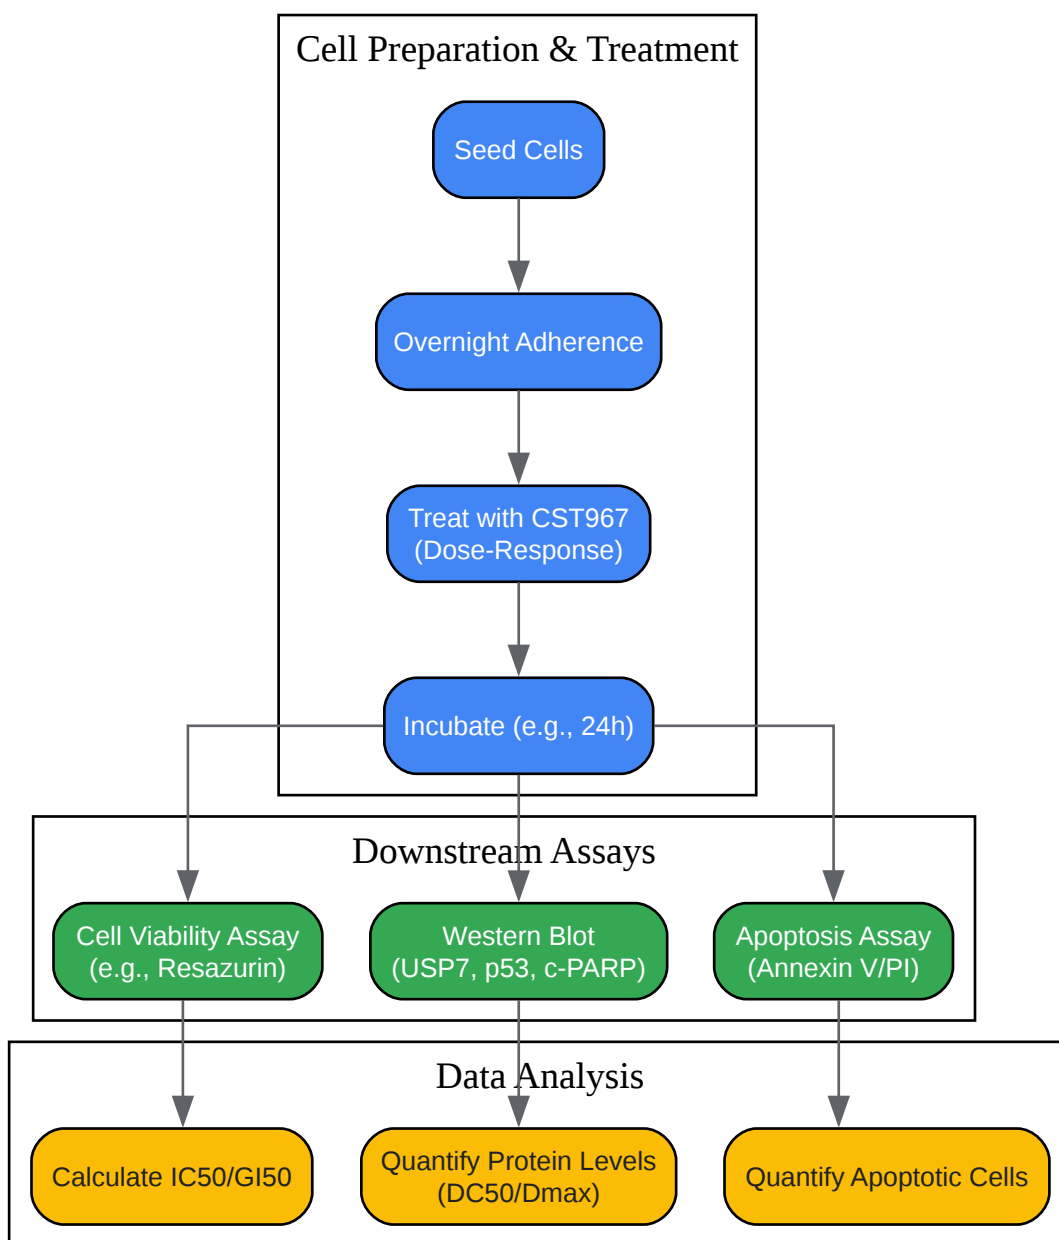 Cell Preparation & Treatment
Seed Cells
Overnight Adherence
Treat with CST967
(Dose-Response)
Incubate (e.g., 24h)
Downstream Assays
Cell Viability Assay
(e.g., Resazurin)
Western Blot
(USP7, p53, c-PARP)
Apoptosis Assay
(Annexin V/PI)
Data Analysis
Calculate IC50/GI50
Quantify Protein Levels
(DC50/Dmax)
Quantify Apoptotic Cells